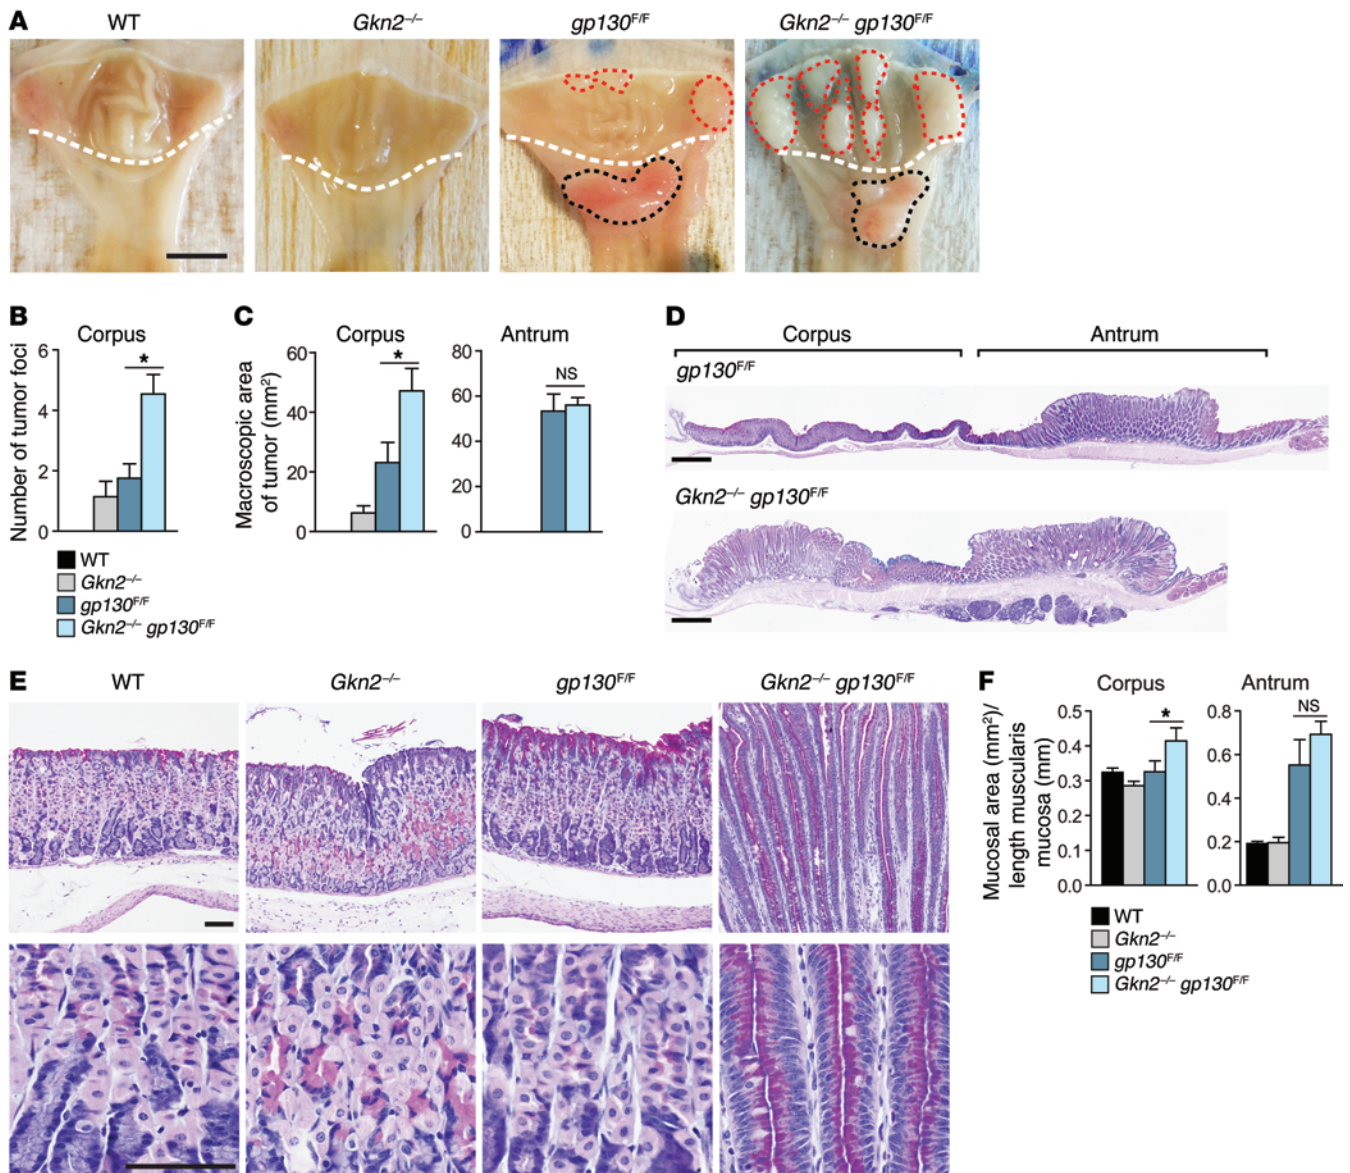 A
WT
Gkn2–/–
gp130F/F
Gkn2–/– gp130F/F
B
Corpus
Number of tumor foci
6
4
2
0
*
WT
Gkn2–/–
gp130F/F
Gkn2–/– gp130F/F
C
Corpus
Macroscopic area
of tumor (mm2)
60
40
20
0
*
Antrum
80
60
40
20
0
NS
D
Corpus
Antrum
gp130F/F
Gkn2–/– gp130F/F
E
WT
Gkn2–/–
gp130F/F
Gkn2–/– gp130F/F
F
Corpus
Mucosal area (mm2)/
length muscularis
mucosa (mm)
0.5
0.4
0.3
0.2
0.1
0.0
*
Antrum
0.8
0.6
0.4
0.2
0.0
NS
WT
Gkn2–/–
gp130F/F
Gkn2–/– gp130F/F